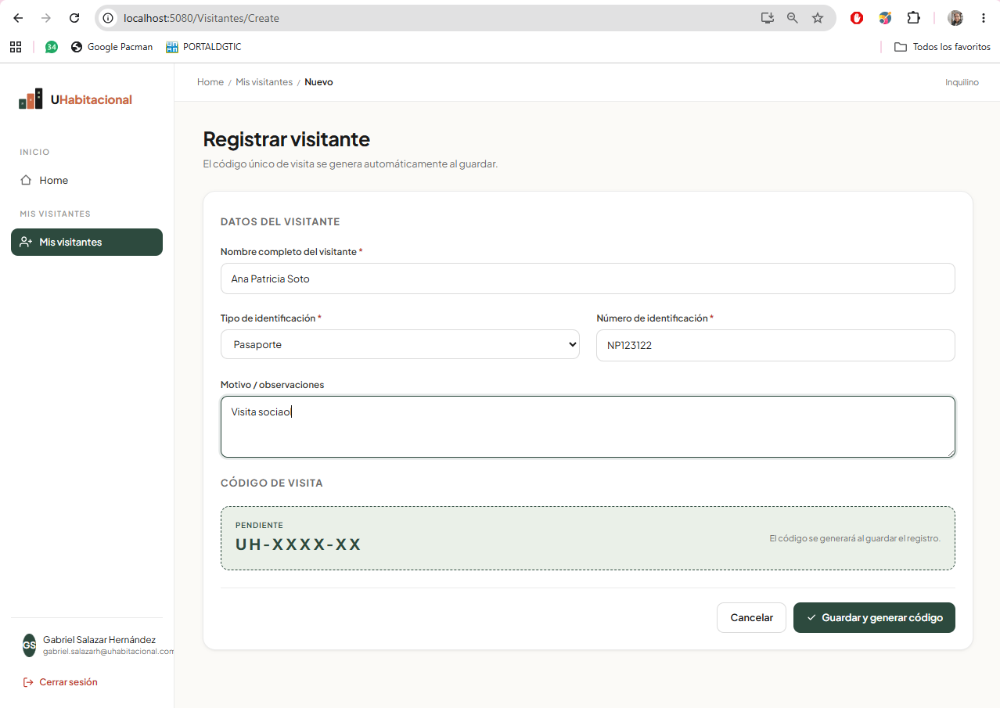 localhost:5080/Visitantes/Create
34 Google Pacman UNAM PORTALDGTIC Todos los favoritos
UHabitacional
Home / Mis visitantes / Nuevo Inquilino
INICIO
Home
MIS VISITANTES
Mis visitantes
Registrar visitante
El código único de visita se genera automáticamente al guardar.
DATOS DEL VISITANTE
Nombre completo del visitante *
Ana Patricia Soto
Tipo de identificación * Número de identificación *
Pasaporte NP123122
Motivo / observaciones
Visita sociaol
CÓDIGO DE VISITA
PENDIENTE
UH-XXXX-XX
El código se generará al guardar el registro.
Cancelar Guardar y generar código
GS Gabriel Salazar Hernández
gabriel.salazarh@uhabitacional.com
Cerrar sesión